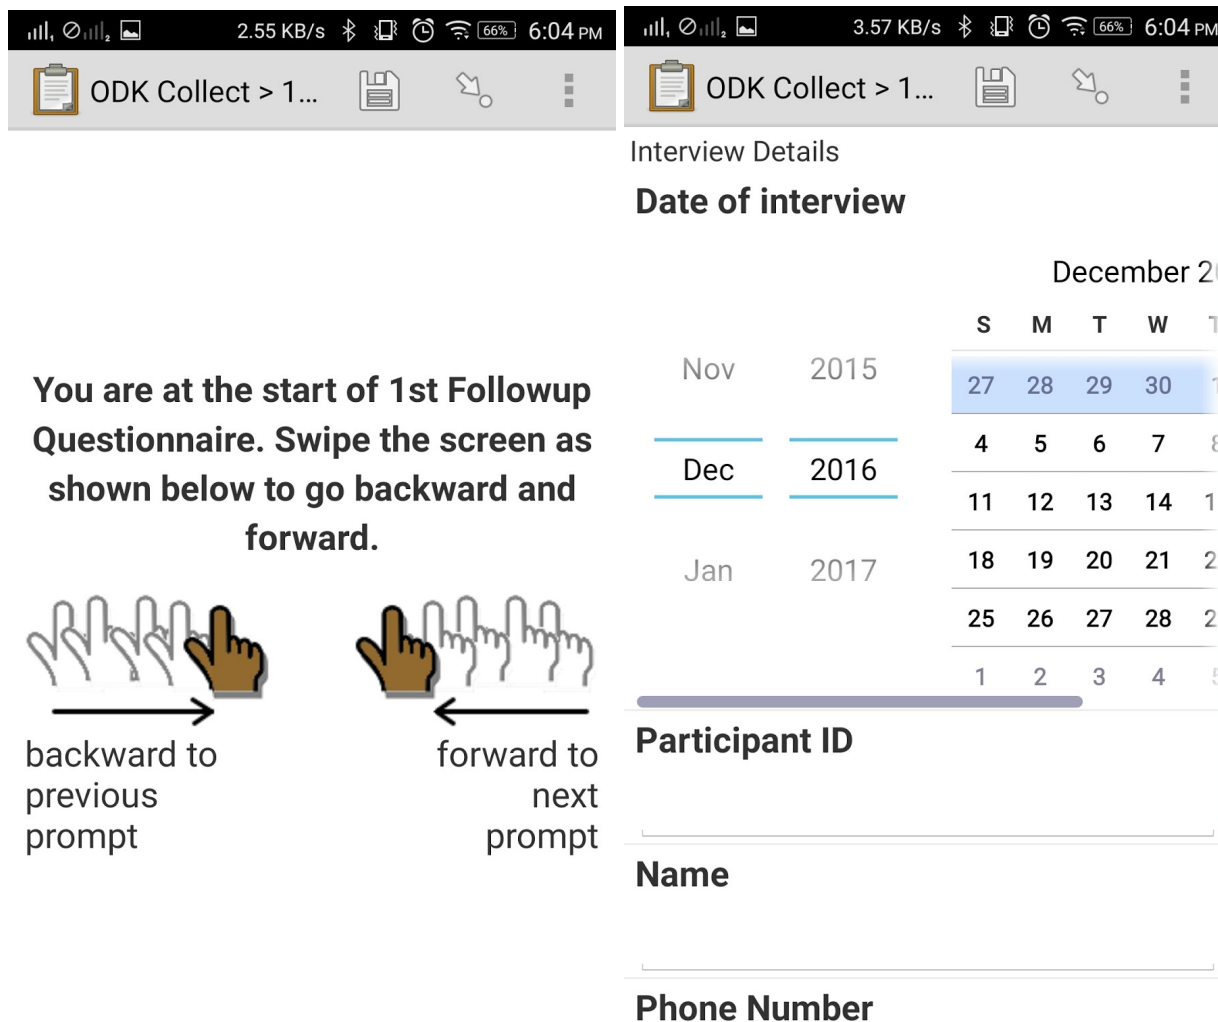 2.55 KB/s 66% 6:04 PM
ODK Collect > 1...
You are at the start of 1st Followup
Questionnaire. Swipe the screen as
shown below to go backward and
forward.
backward to
previous
prompt
forward to
next
prompt
3.57 KB/s 66% 6:04 PM
ODK Collect > 1...
Interview Details
Date of interview
Nov 2015
Dec 2016
Jan 2017
December 2
S M T W
27 28 29 30
4 5 6 7
11 12 13 14
18 19 20 21
25 26 27 28
1 2 3 4
Participant ID
Name
Phone Number